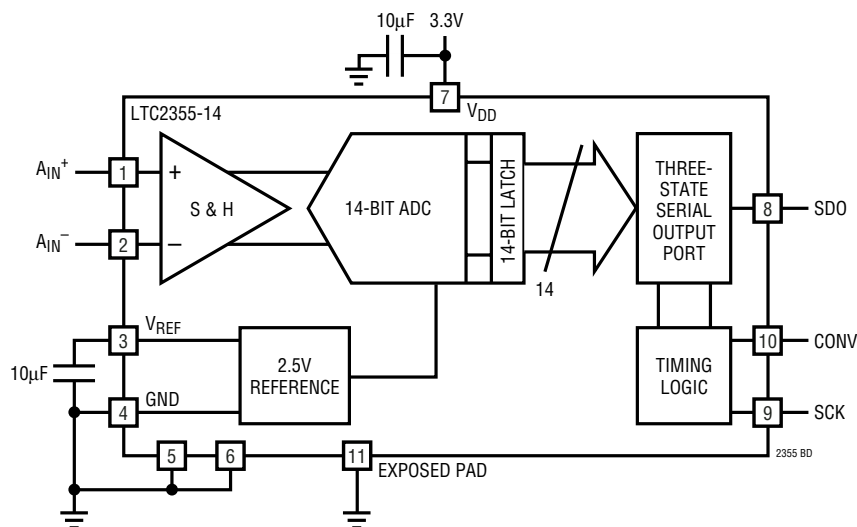 10µF 3.3V
7
VDD
LTC2355-14
AIN+
1
+
S & H
AIN–
2
–
14-BIT ADC
14-BIT LATCH
14
THREE-
STATE
SERIAL
OUTPUT
PORT
8
SDO
3
VREF
10µF
2.5V
REFERENCE
4
GND
TIMING
LOGIC
10
CONV
9
SCK
5
6
11
EXPOSED PAD
2355 BD